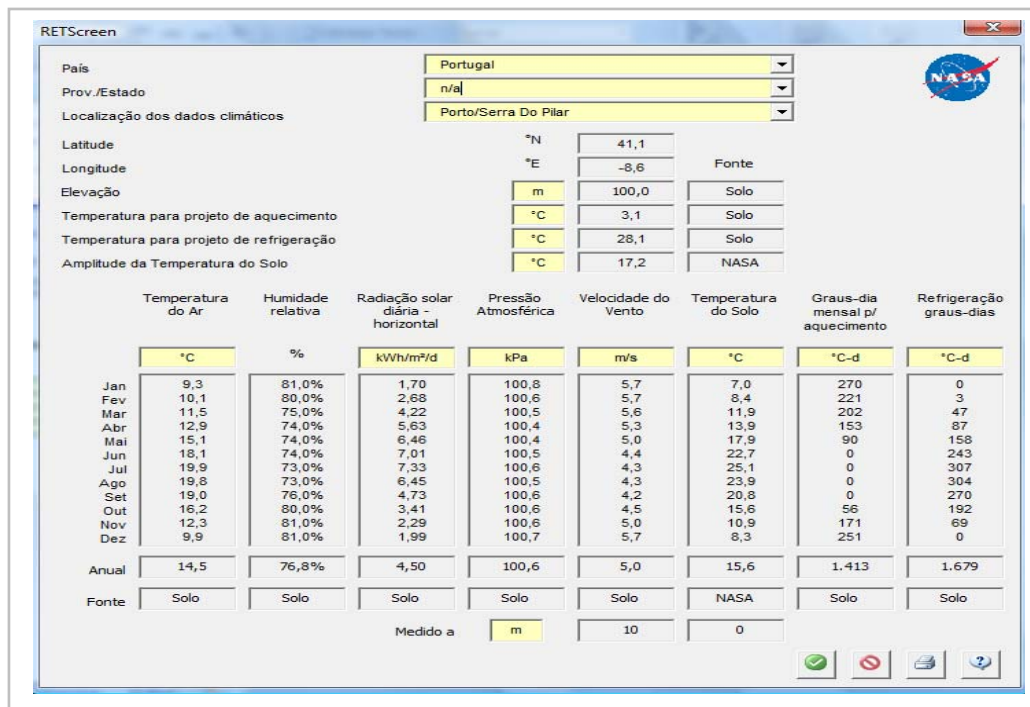 RETScreen
País Portugal
Prov./Estado n/a
NASA
Localização dos dados climáticos Porto/Serra Do Pilar
Latitude °N 41,1
Longitude °E -8,6 Fonte
Elevação m 100,0 Solo
Temperatura para projeto de aquecimento °C 3,1 Solo
Temperatura para projeto de refrigeração °C 28,1 Solo
Amplitude da Temperatura do Solo °C 17,2 NASA
Temperatura Humidade Radiação solar Pressão Velocidade do Temperatura Graus-dia Refrigeração
do Ar relativa diária - Atmosférica Vento do Solo mensal p/ graus-dias
horizontal aquecimento
°C % kWh/m²/d kPa m/s °C °C-d °C-d
Jan 9,3 81,0% 1,70 100,8 5,7 7,0 270 0
Fev 10,1 80,0% 2,68 100,6 5,7 8,4 221 3
Mar 11,5 75,0% 4,22 100,5 5,6 11,9 202 47
Abr 12,9 74,0% 5,63 100,4 5,3 13,9 153 87
Mai 15,1 74,0% 6,46 100,4 5,0 17,9 90 158
Jun 18,1 74,0% 7,01 100,5 4,4 22,7 0 243
Jul 19,9 73,0% 7,33 100,6 4,3 25,1 0 307
Ago 19,8 73,0% 6,45 100,5 4,3 23,9 0 304
Set 19,0 76,0% 4,73 100,6 4,2 20,8 0 270
Out 16,2 80,0% 3,41 100,6 4,5 15,6 56 192
Nov 12,3 81,0% 2,29 100,6 5,0 10,9 171 69
Dez 9,9 81,0% 1,99 100,7 5,7 8,3 251 0
Anual 14,5 76,8% 4,50 100,6 5,0 15,6 1.413 1.679
Fonte Solo Solo Solo Solo Solo NASA Solo Solo
Medido a m 10 0